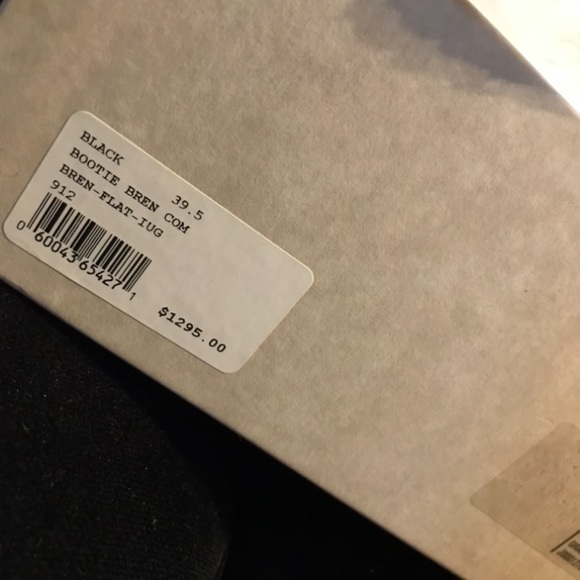 BLACK 39.5
BOOTIE BREN COM
BREN-FLAT-IUG
912
0 60043 65427 1
$1295.00